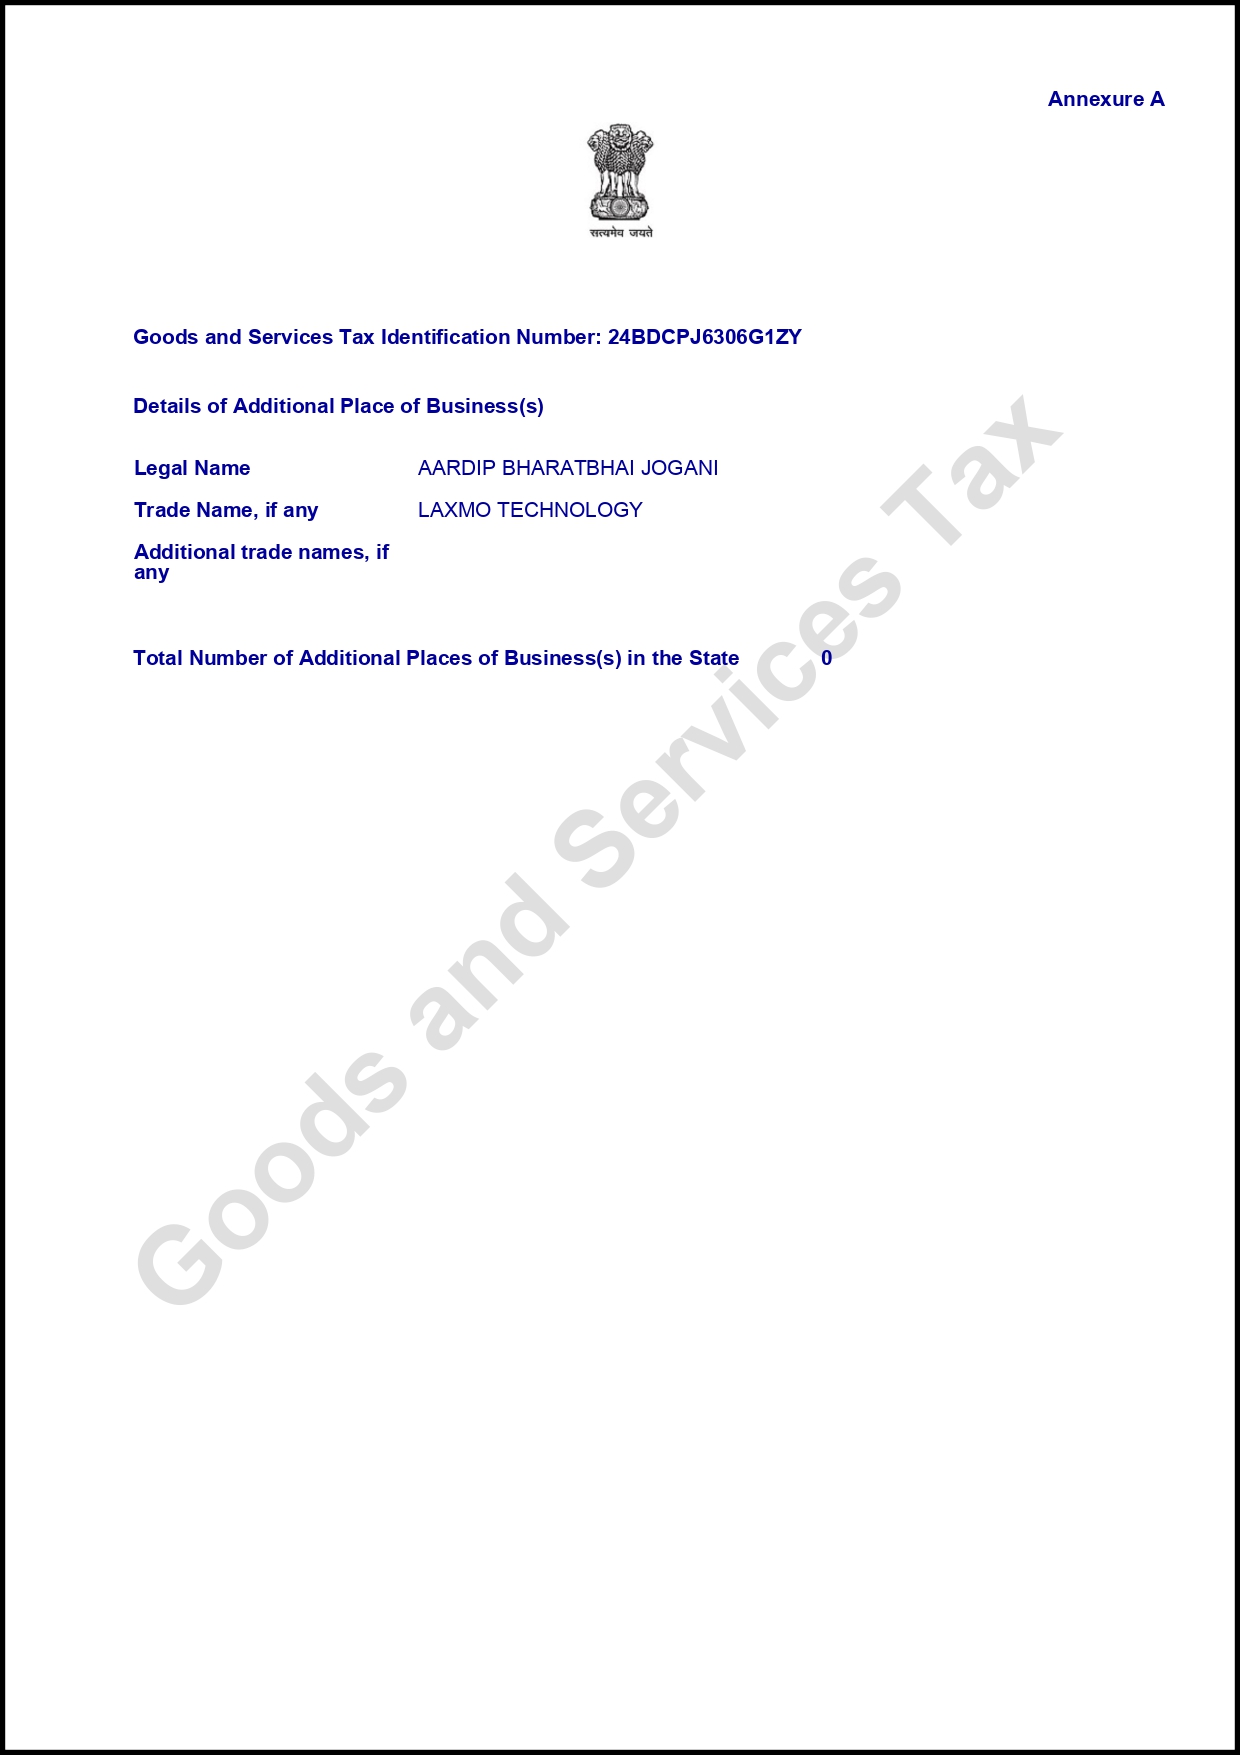 Annexure A
सत्यमेव जयते
Goods and Services Tax Identification Number: 24BDCPJ6306G1ZY
Details of Additional Place of Business(s)
Legal Name AARDIP BHARATBHAI JOGANI
Trade Name, if any LAXMO TECHNOLOGY
Additional trade names, if
any
Total Number of Additional Places of Business(s) in the State 0
Goods and Services Tax